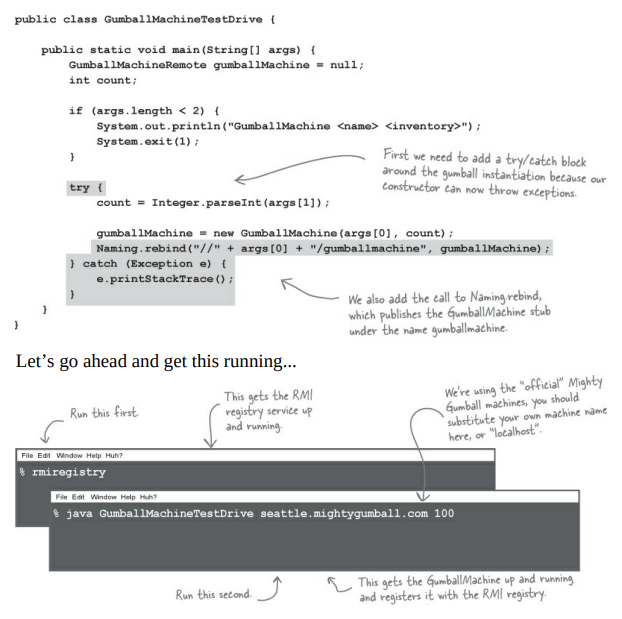 public class GumballMachineTestDrive {
public static void main(String[] args) {
GumballMachineRemote gumballMachine = null;
int count;
if (args.length < 2) {
System.out.println("GumballMachine <name> <inventory>");
System.exit(1);
}
First we need to add a try/catch block
around the gumball instantiation because our
constructor can now throw exceptions.
try {
count = Integer.parseInt(args[1]);
gumballMachine = new GumballMachine(args[0], count);
Naming.rebind("//" + args[0] + "/gumballmachine", gumballMachine);
} catch (Exception e) {
e.printStackTrace();
}
We also add the call to Naming.rebind,
which publishes the GumballMachine stub
under the name gumballmachine.
}
}
Let’s go ahead and get this running...
Run this first.
This gets the RMI
registry service up
and running.
We're using the "official" Mighty
Gumball machines, you should
substitute your own machine name
here, or "localhost".
File Edit Window Help Huh?
% rmiregistry
File Edit Window Help Huh?
% java GumballMachineTestDrive seattle.mightygumball.com 100
Run this second.
This gets the GumballMachine up and running
and registers it with the RMI registry.